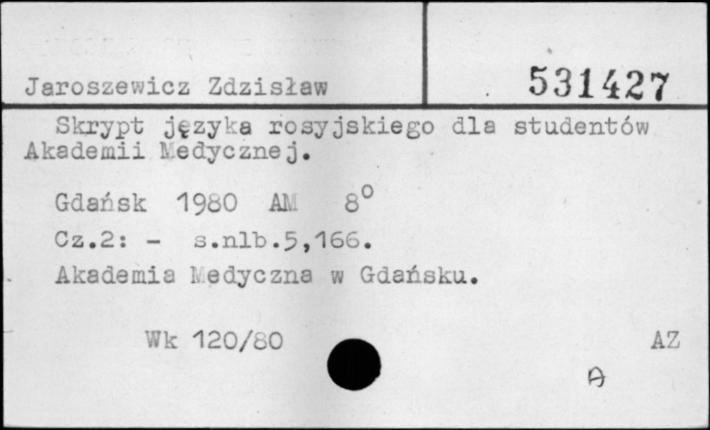 Jaroszewicz Zdzisław
531427
Skrypt języka rosyjskiego dla studentów
Akademii Medycznej.
Gdańsk 1980 AM 8°
Cz.2: - s.nlb.5,166.
Akademia Medyczna w Gdańsku.
Wk 120/80
AZ
A